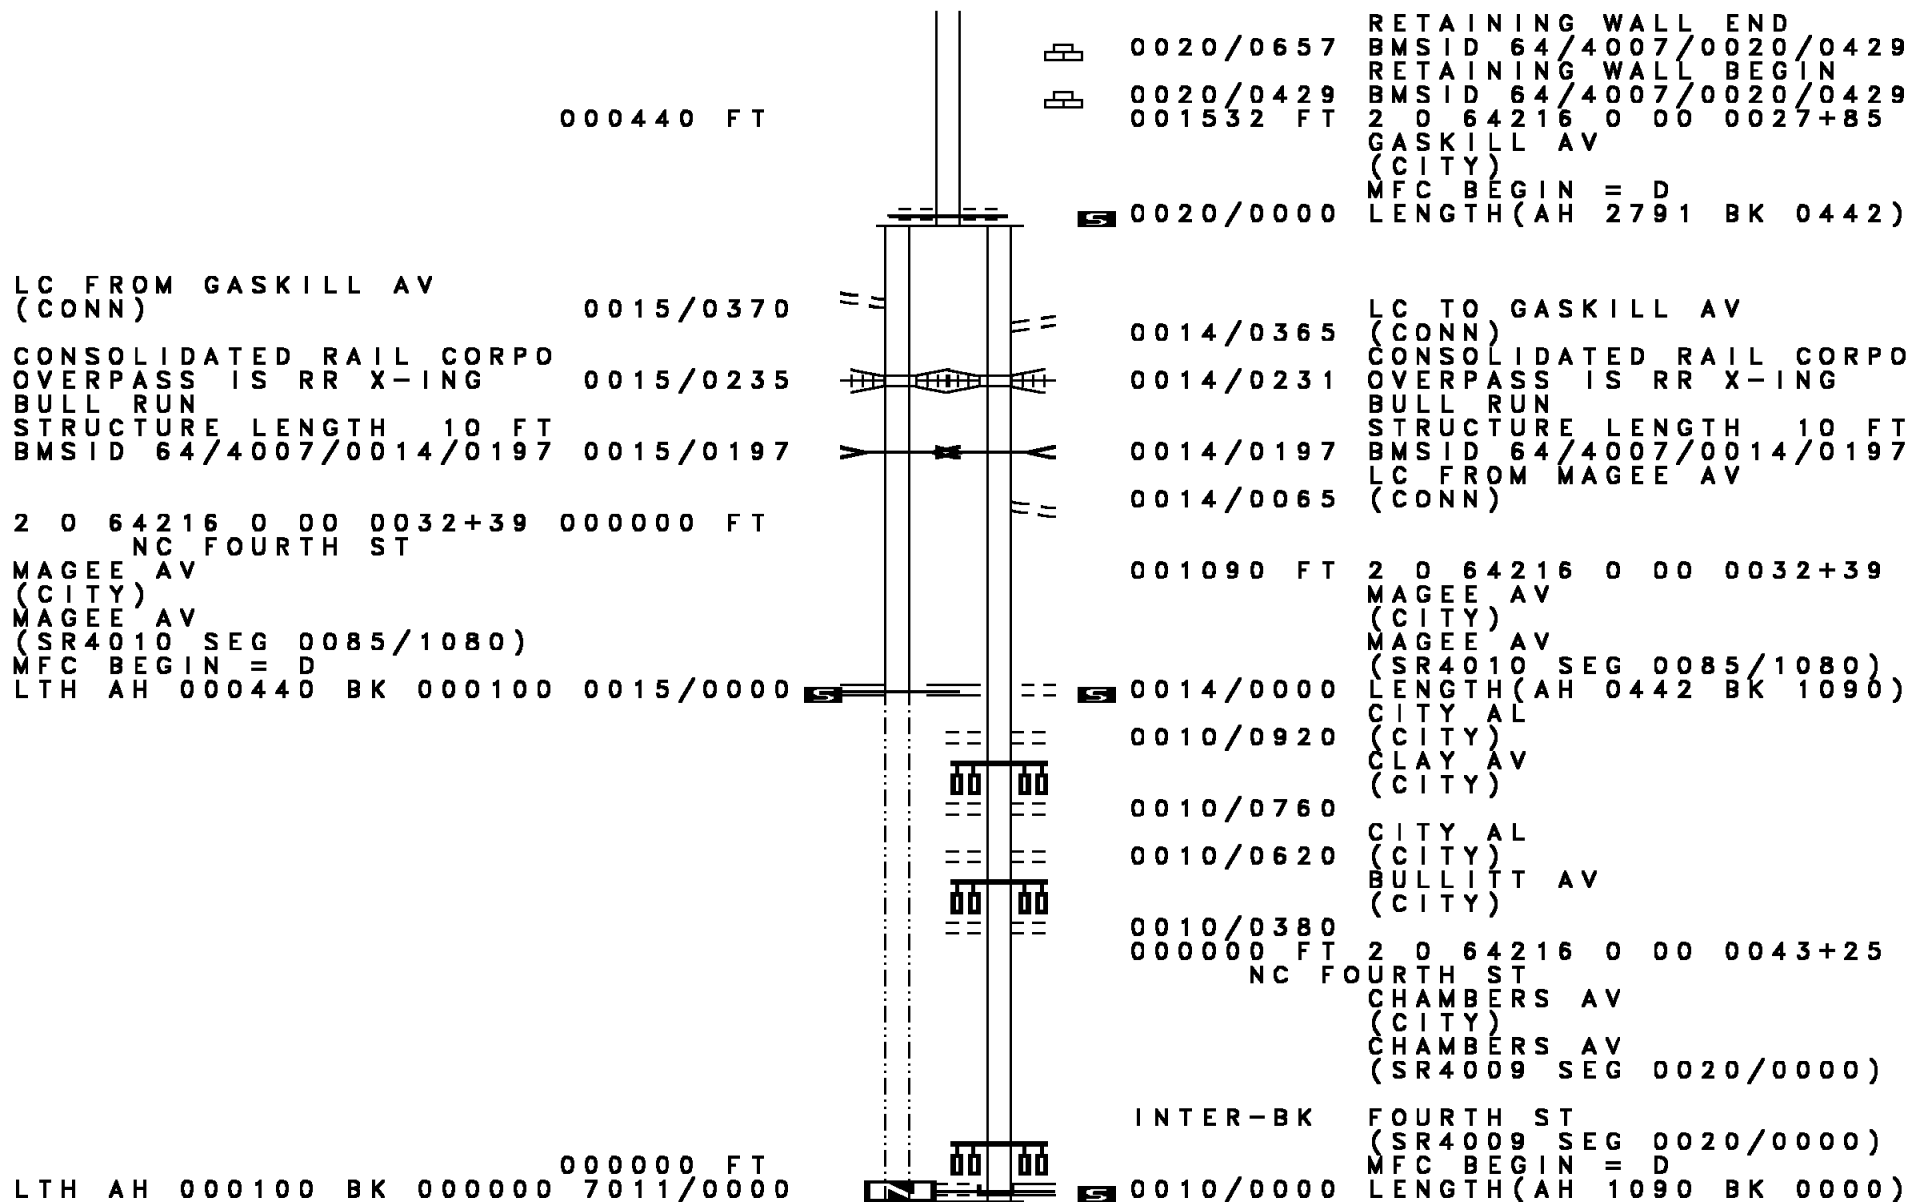 RETAINING WALL END
0020/0657 BMSID 64/4007/0020/0429
RETAINING WALL BEGIN
0020/0429 BMSID 64/4007/0020/0429
000440 FT 001532 FT 2 0 64216 0 00 0027+85
GASKILL AV
(CITY)
MFC BEGIN = D
S 0020/0000 LENGTH(AH 2791 BK 0442)
LC FROM GASKILL AV
(CONN) 0015/0370
LC TO GASKILL AV
0014/0365 (CONN)
CONSOLIDATED RAIL CORPO CONSOLIDATED RAIL CORPO
OVERPASS IS RR X-ING 0015/0235 0014/0231 OVERPASS IS RR X-ING
BULL RUN BULL RUN
STRUCTURE LENGTH 10 FT STRUCTURE LENGTH 10 FT
BMSID 64/4007/0014/0197 0015/0197 0014/0197 BMSID 64/4007/0014/0197
LC FROM MAGEE AV
0014/0065 (CONN)
2 0 64216 0 00 0032+39 000000 FT
NC FOURTH ST
MAGEE AV 001090 FT 2 0 64216 0 00 0032+39
(CITY) MAGEE AV
MAGEE AV (CITY)
(SR4010 SEG 0085/1080) MAGEE AV
MFC BEGIN = D (SR4010 SEG 0085/1080)
LTH AH 000440 BK 000100 0015/0000 S S 0014/0000 LENGTH(AH 0442 BK 1090)
CITY AL
0010/0920 (CITY)
CLAY AV
(CITY)
0010/0760
CITY AL
0010/0620 (CITY)
BULLITT AV
(CITY)
0010/0380
000000 FT 2 0 64216 0 00 0043+25
NC FOURTH ST
CHAMBERS AV
(CITY)
CHAMBERS AV
(SR4009 SEG 0020/0000)
INTER-BK FOURTH ST
(SR4009 SEG 0020/0000)
000000 FT MFC BEGIN = D
LTH AH 000100 BK 000000 7011/0000 N S 0010/0000 LENGTH(AH 1090 BK 0000)